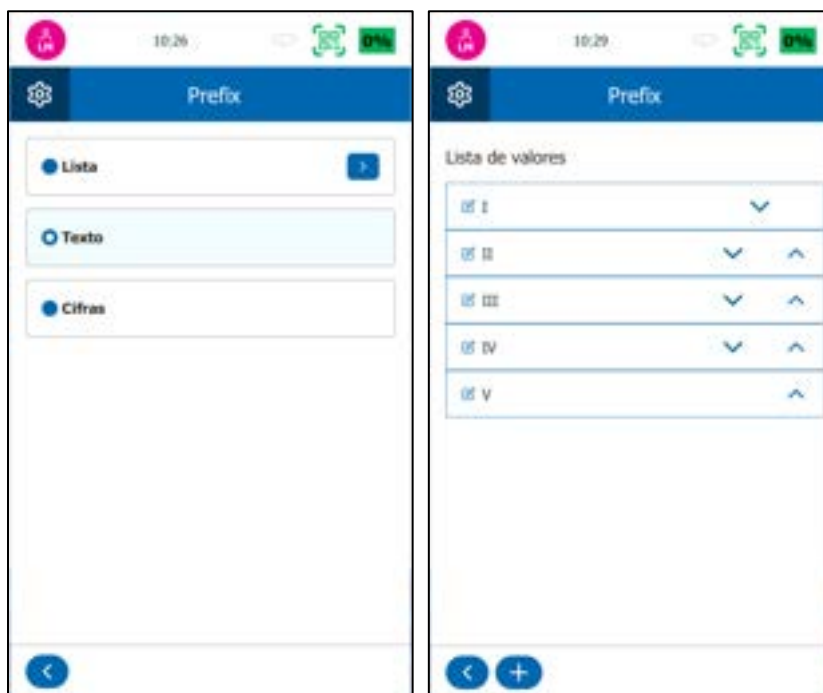 10:26
0%
Prefix
Lista
Texto
Cifras
10:29
0%
Prefix
Lista de valores
I
II
III
IV
V